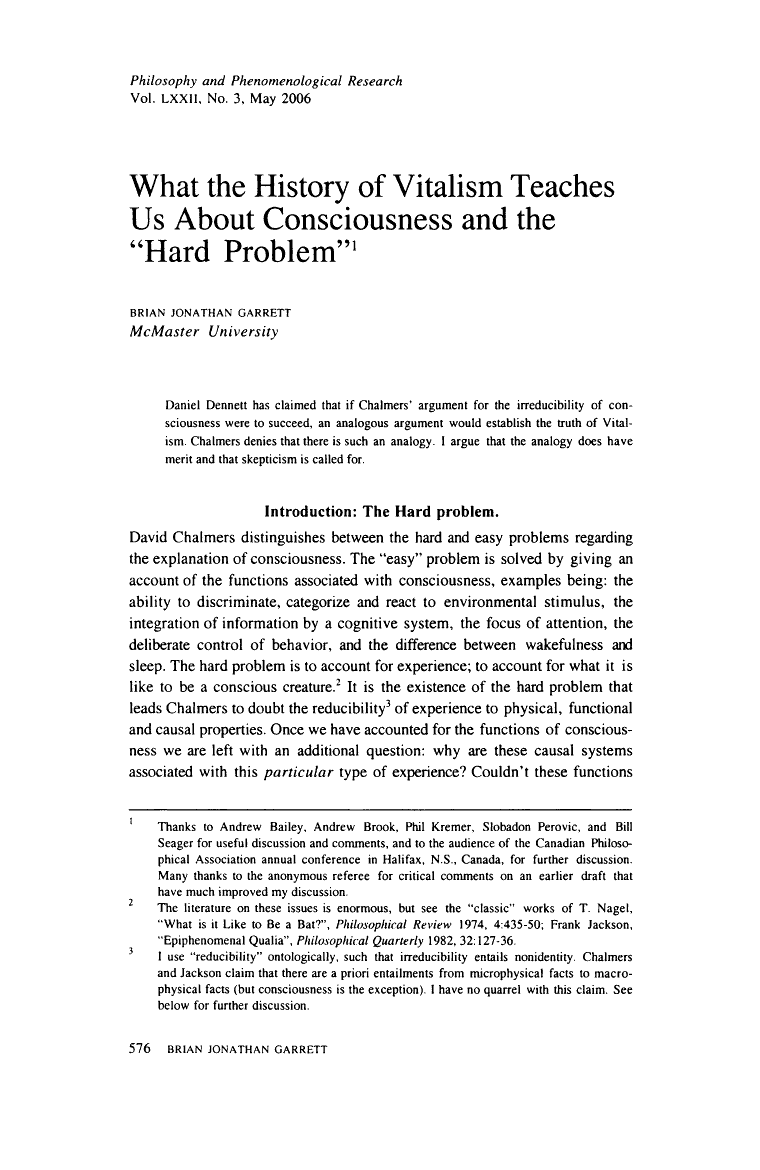 Philosophy and Phenomenological Research
Vol. LXXII, No. 3, May 2006
What the History of Vitalism Teaches
Us About Consciousness and the
“Hard Problem”1
BRIAN JONATHAN GARRETT
McMaster University
Daniel Dennett has claimed that if Chalmers’ argument for the irreducibility of con-
sciousness were to succeed, an analogous argument would establish the truth of Vital-
ism. Chalmers denies that there is such an analogy. I argue that the analogy does have
merit and that skepticism is called for.
Introduction: The Hard problem.
David Chalmers distinguishes between the hard and easy problems regarding
the explanation of consciousness. The “easy” problem is solved by giving an
account of the functions associated with consciousness, examples being: the
ability to discriminate, categorize and react to environmental stimulus, the
integration of information by a cognitive system, the focus of attention, the
deliberate control of behavior, and the difference between wakefulness and
sleep. The hard problem is to account for experience; to account for what it is
like to be a conscious creature.2 It is the existence of the hard problem that
leads Chalmers to doubt the reducibility3 of experience to physical, functional
and causal properties. Once we have accounted for the functions of conscious-
ness we are left with an additional question: why are these causal systems
associated with this particular type of experience? Couldn’t these functions
1 Thanks to Andrew Bailey, Andrew Brook, Phil Kremer, Slobadon Perovic, and Bill
Seager for useful discussion and comments, and to the audience of the Canadian Philoso-
phical Association annual conference in Halifax, N.S., Canada, for further discussion.
Many thanks to the anonymous referee for critical comments on an earlier draft that
have much improved my discussion.
2 The literature on these issues is enormous, but see the “classic” works of T. Nagel,
“What is it Like to Be a Bat?”, Philosophical Review 1974, 4:435-50; Frank Jackson,
“Epiphenomenal Qualia”, Philosophical Quarterly 1982, 32:127-36.
3 I use “reducibility” ontologically, such that irreducibility entails nonidentity. Chalmers
and Jackson claim that there are a priori entailments from microphysical facts to macro-
physical facts (but consciousness is the exception). I have no quarrel with this claim. See
below for further discussion.
576 BRIAN JONATHAN GARRETT